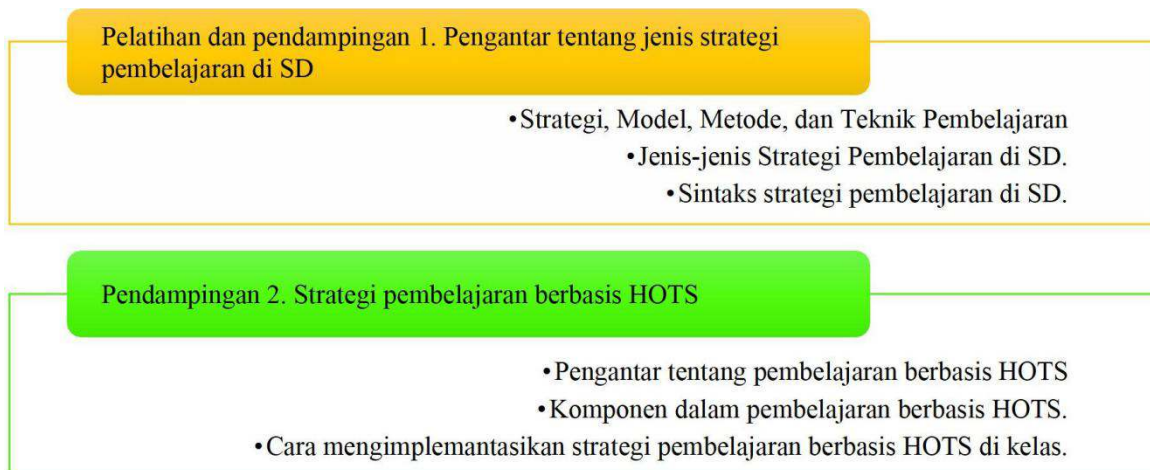 Pelatihan dan pendampingan 1. Pengantar tentang jenis strategi
pembelajaran di SD
•Strategi, Model, Metode, dan Teknik Pembelajaran
•Jenis-jenis Strategi Pembelajaran di SD.
•Sintaks strategi pembelajaran di SD.
Pendampingan 2. Strategi pembelajaran berbasis HOTS
•Pengantar tentang pembelajaran berbasis HOTS
•Komponen dalam pembelajaran berbasis HOTS.
•Cara mengimplemantasikan strategi pembelajaran berbasis HOTS di kelas.